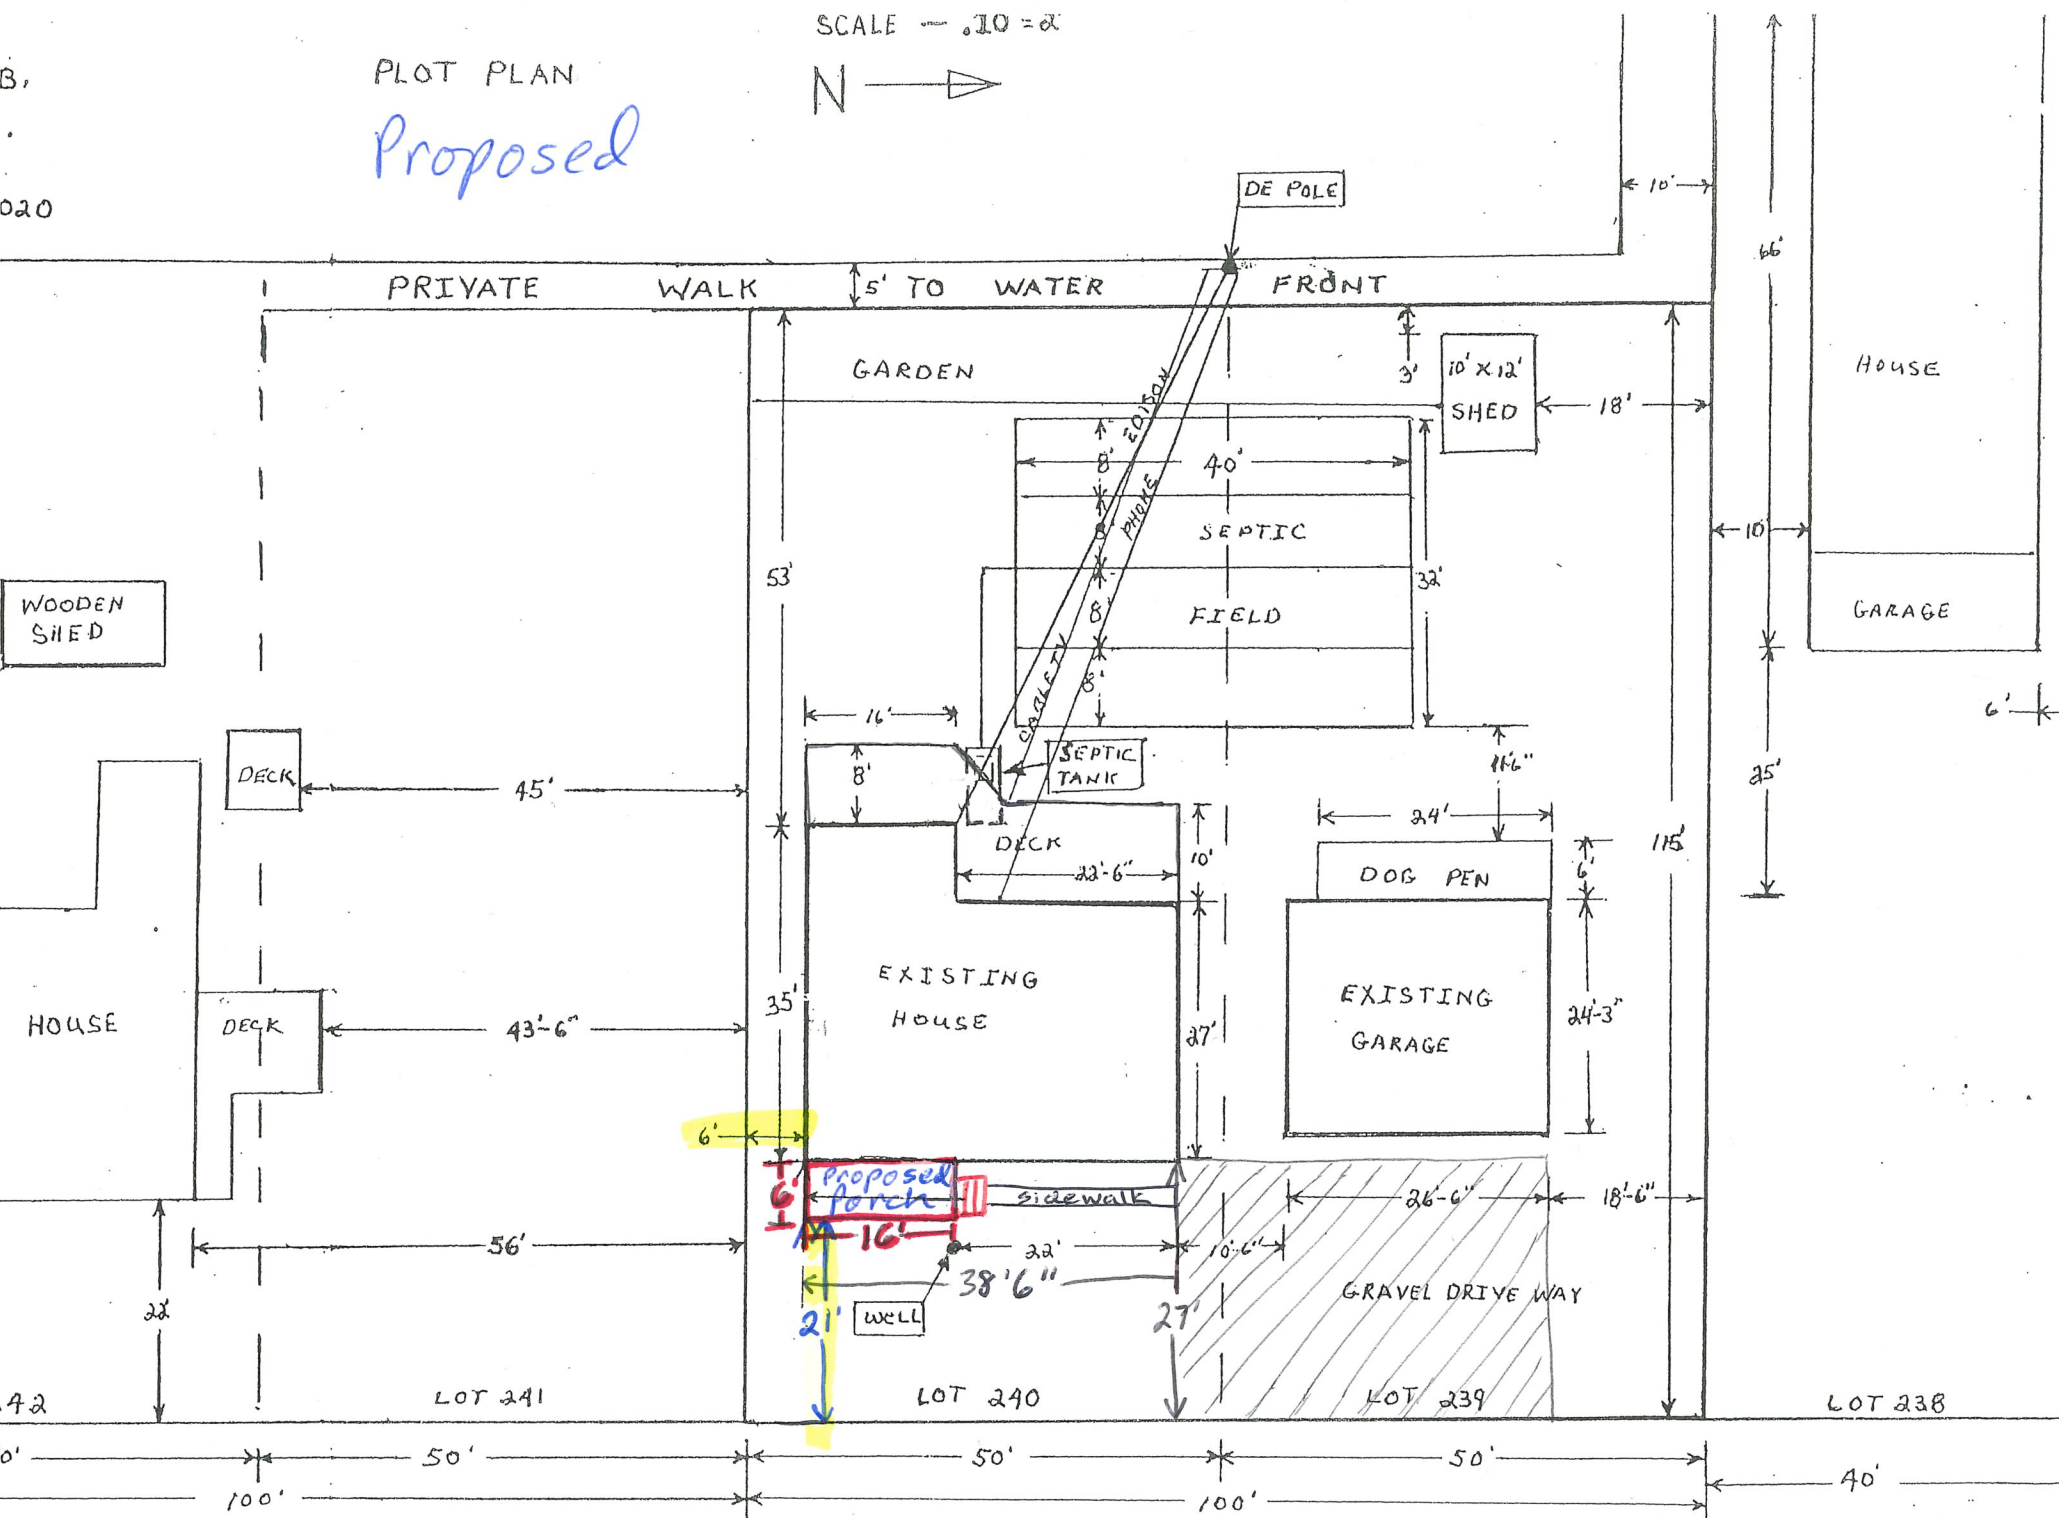 SCALE — .10 = 2'
B.
PLOT PLAN
N
Proposed
020
DE POLE
10'
66'
PRIVATE WALK 5' TO WATER FRONT
GARDEN
3'
10' X 12'
SHED
18'
HOUSE
EDISON
8'
40'
PHONE
SEPTIC
10'
53'
32'
WOODEN
SHED
8'
FIELD
GARAGE
CABLE TV
8'
16'
6'
DECK
45'
8'
SEPTIC
TANK
11'-6"
25'
24'
DECK
10'
115'
22'-6"
DOG PEN
6'
EXISTING
HOUSE
35'
27'
EXISTING
GARAGE
24'-3"
HOUSE
DECK
43'-6"
6'
6'
Proposed
Porch
sidewalk
26'-6"
18'-6"
16'
56'
22'
10'-6"
38'6"
22'
21'
WELL
27'
GRAVEL DRIVE WAY
42
LOT 241
LOT 240
LOT 239
LOT 238
0'
50'
50'
50'
40'
100'
100'